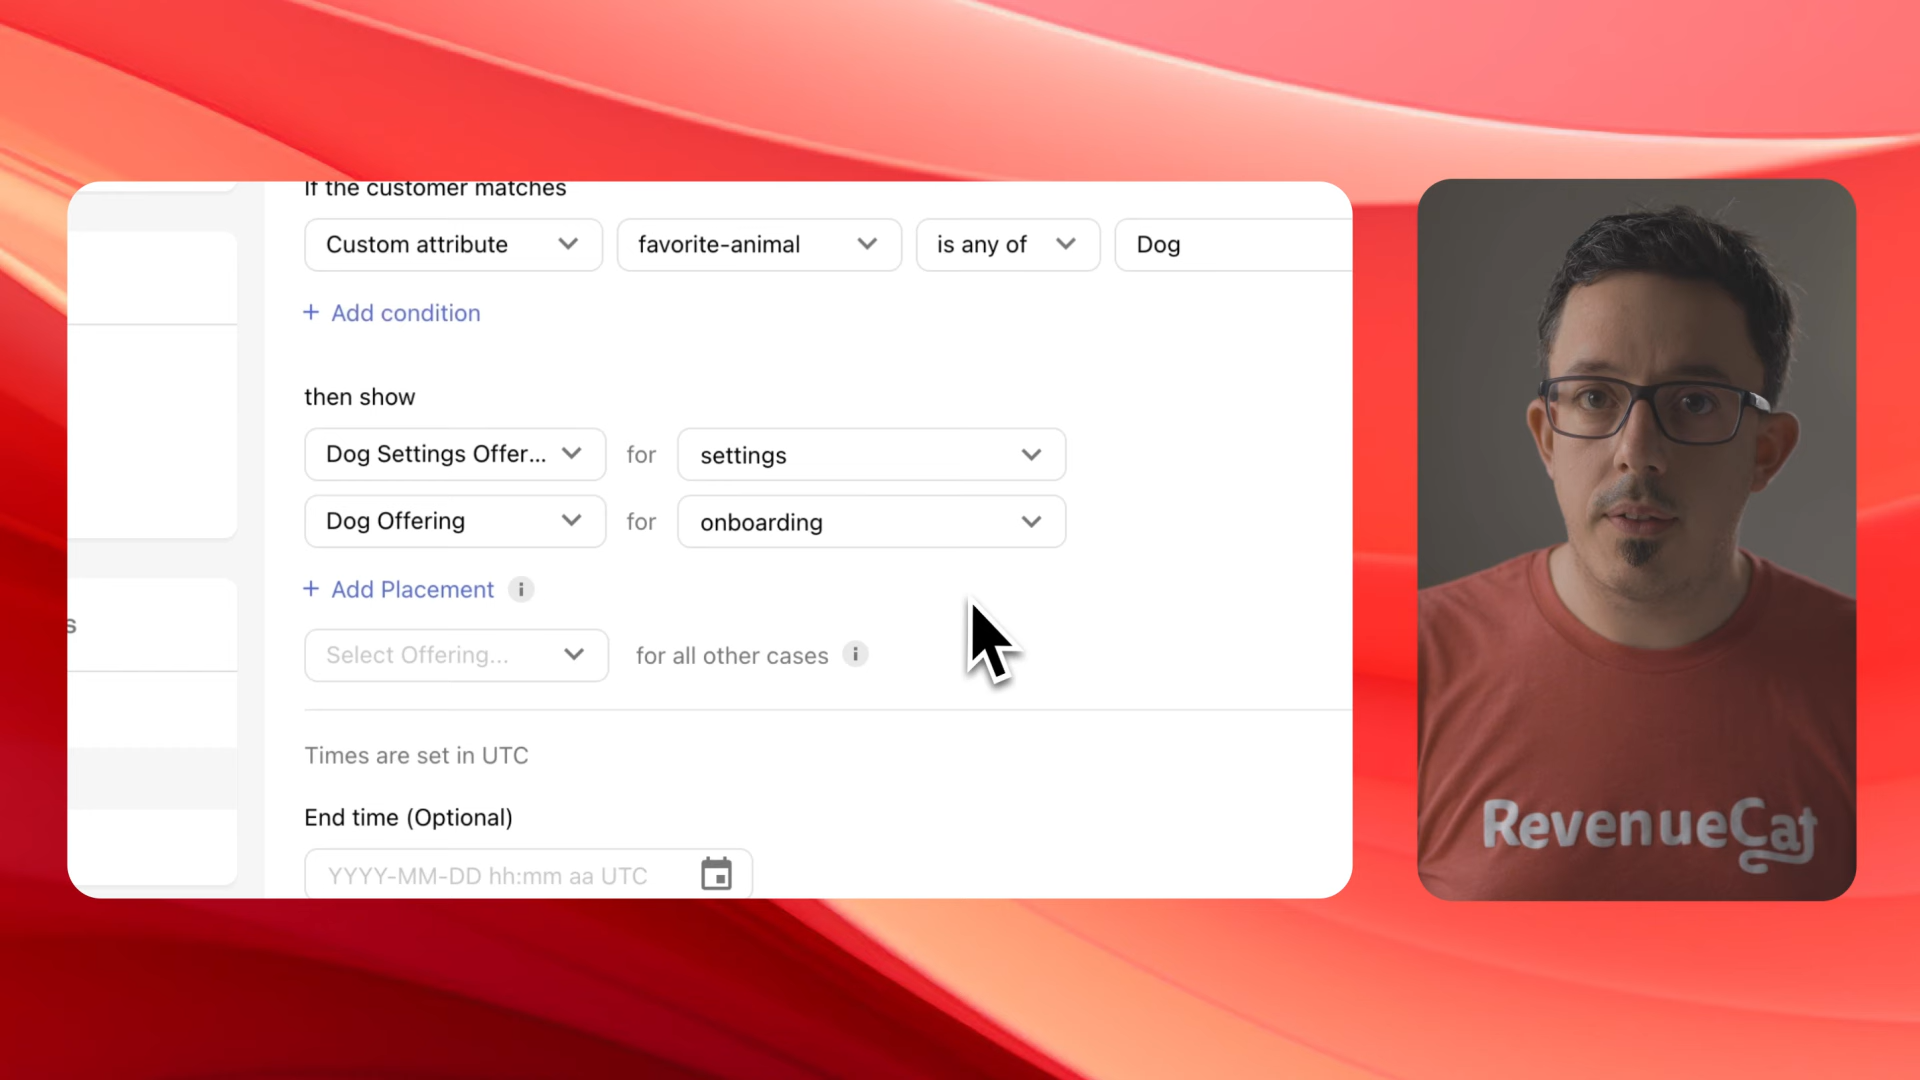 If the customer matches
Custom attribute favorite-animal is any of Dog
+ Add condition
then show
Dog Settings Offer... for settings
Dog Offering for onboarding
+ Add Placement i
Select Offering... for all other cases i
s
Times are set in UTC
End time (Optional)
YYYY-MM-DD hh:mm aa UTC
RevenueCat